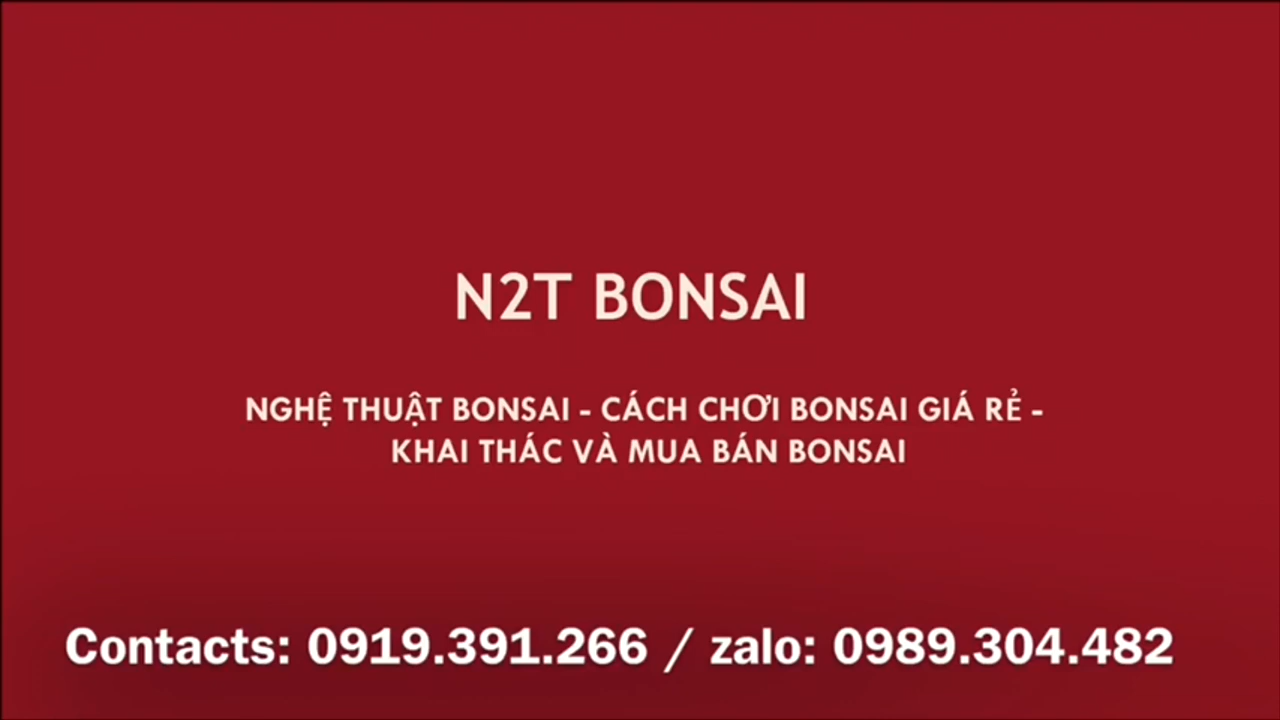 N2T BONSAI
NGHỆ THUẬT BONSAI - CÁCH CHƠI BONSAI GIÁ RẺ -
KHAI THÁC VÀ MUA BÁN BONSAI
Contacts: 0919.391.266 / zalo: 0989.304.482